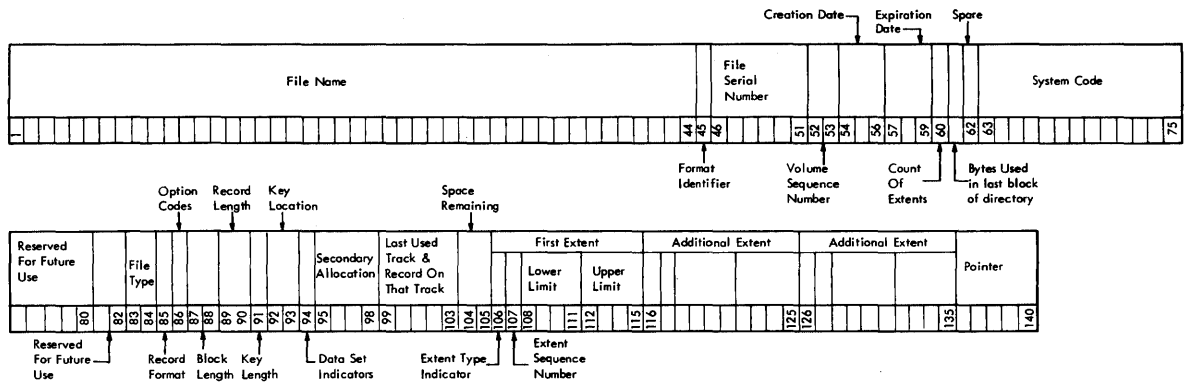 Creation Date
Expiration
Date
Spare
File Name
File
Serial
Number
System Code
1 44 45 46 51 52 53 54 56 57 59 60 62 63 75
Format
Identifier
Volume
Sequence
Number
Count
Of
Extents
Bytes Used
in last block
of directory
Option
Codes
Record
Length
Key
Location
Space
Remaining
Reserved
For Future
Use
File
Type
Secondary
Allocation
Last Used
Track &
Record On
That Track
First Extent
Lower
Limit
Upper
Limit
Additional Extent
Additional Extent
Pointer
80 82 83 84 85 86 87 88 89 90 91 92 93 94 95 98 99 103 104 105 106 107 108 111 112 115 116 125 126 135 140
Reserved
For Future
Use
Record
Format
Block
Length
Key
Length
Data Set
Indicators
Extent Type
Indicator
Extent
Sequence
Number